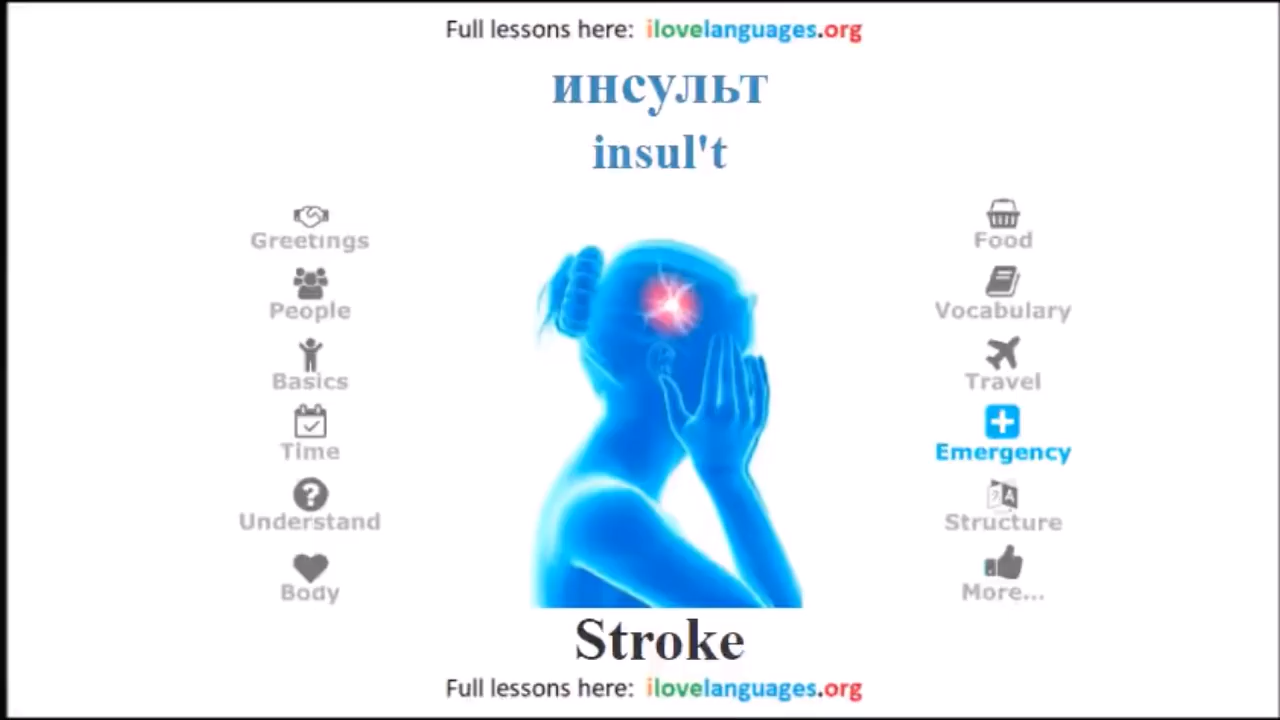 Full lessons here: ilovelanguages.org
инсульт
insul't
Greetings
People
Basics
Time
Understand
Body
Food
Vocabulary
Travel
Emergency
Structure
More...
Stroke
Full lessons here: ilovelanguages.org